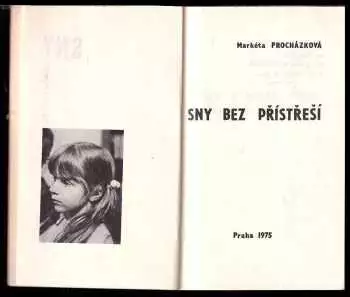 Markéta PROCHÁZKOVÁ
SNY BEZ PŘÍSTŘEŠÍ
Praha 1975